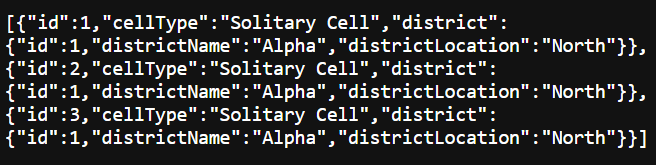 [{"id":1,"cellType":"Solitary Cell","district":
{"id":1,"districtName":"Alpha","districtLocation":"North"}},
{"id":2,"cellType":"Solitary Cell","district":
{"id":1,"districtName":"Alpha","districtLocation":"North"}},
{"id":3,"cellType":"Solitary Cell","district":
{"id":1,"districtName":"Alpha","districtLocation":"North"}}]